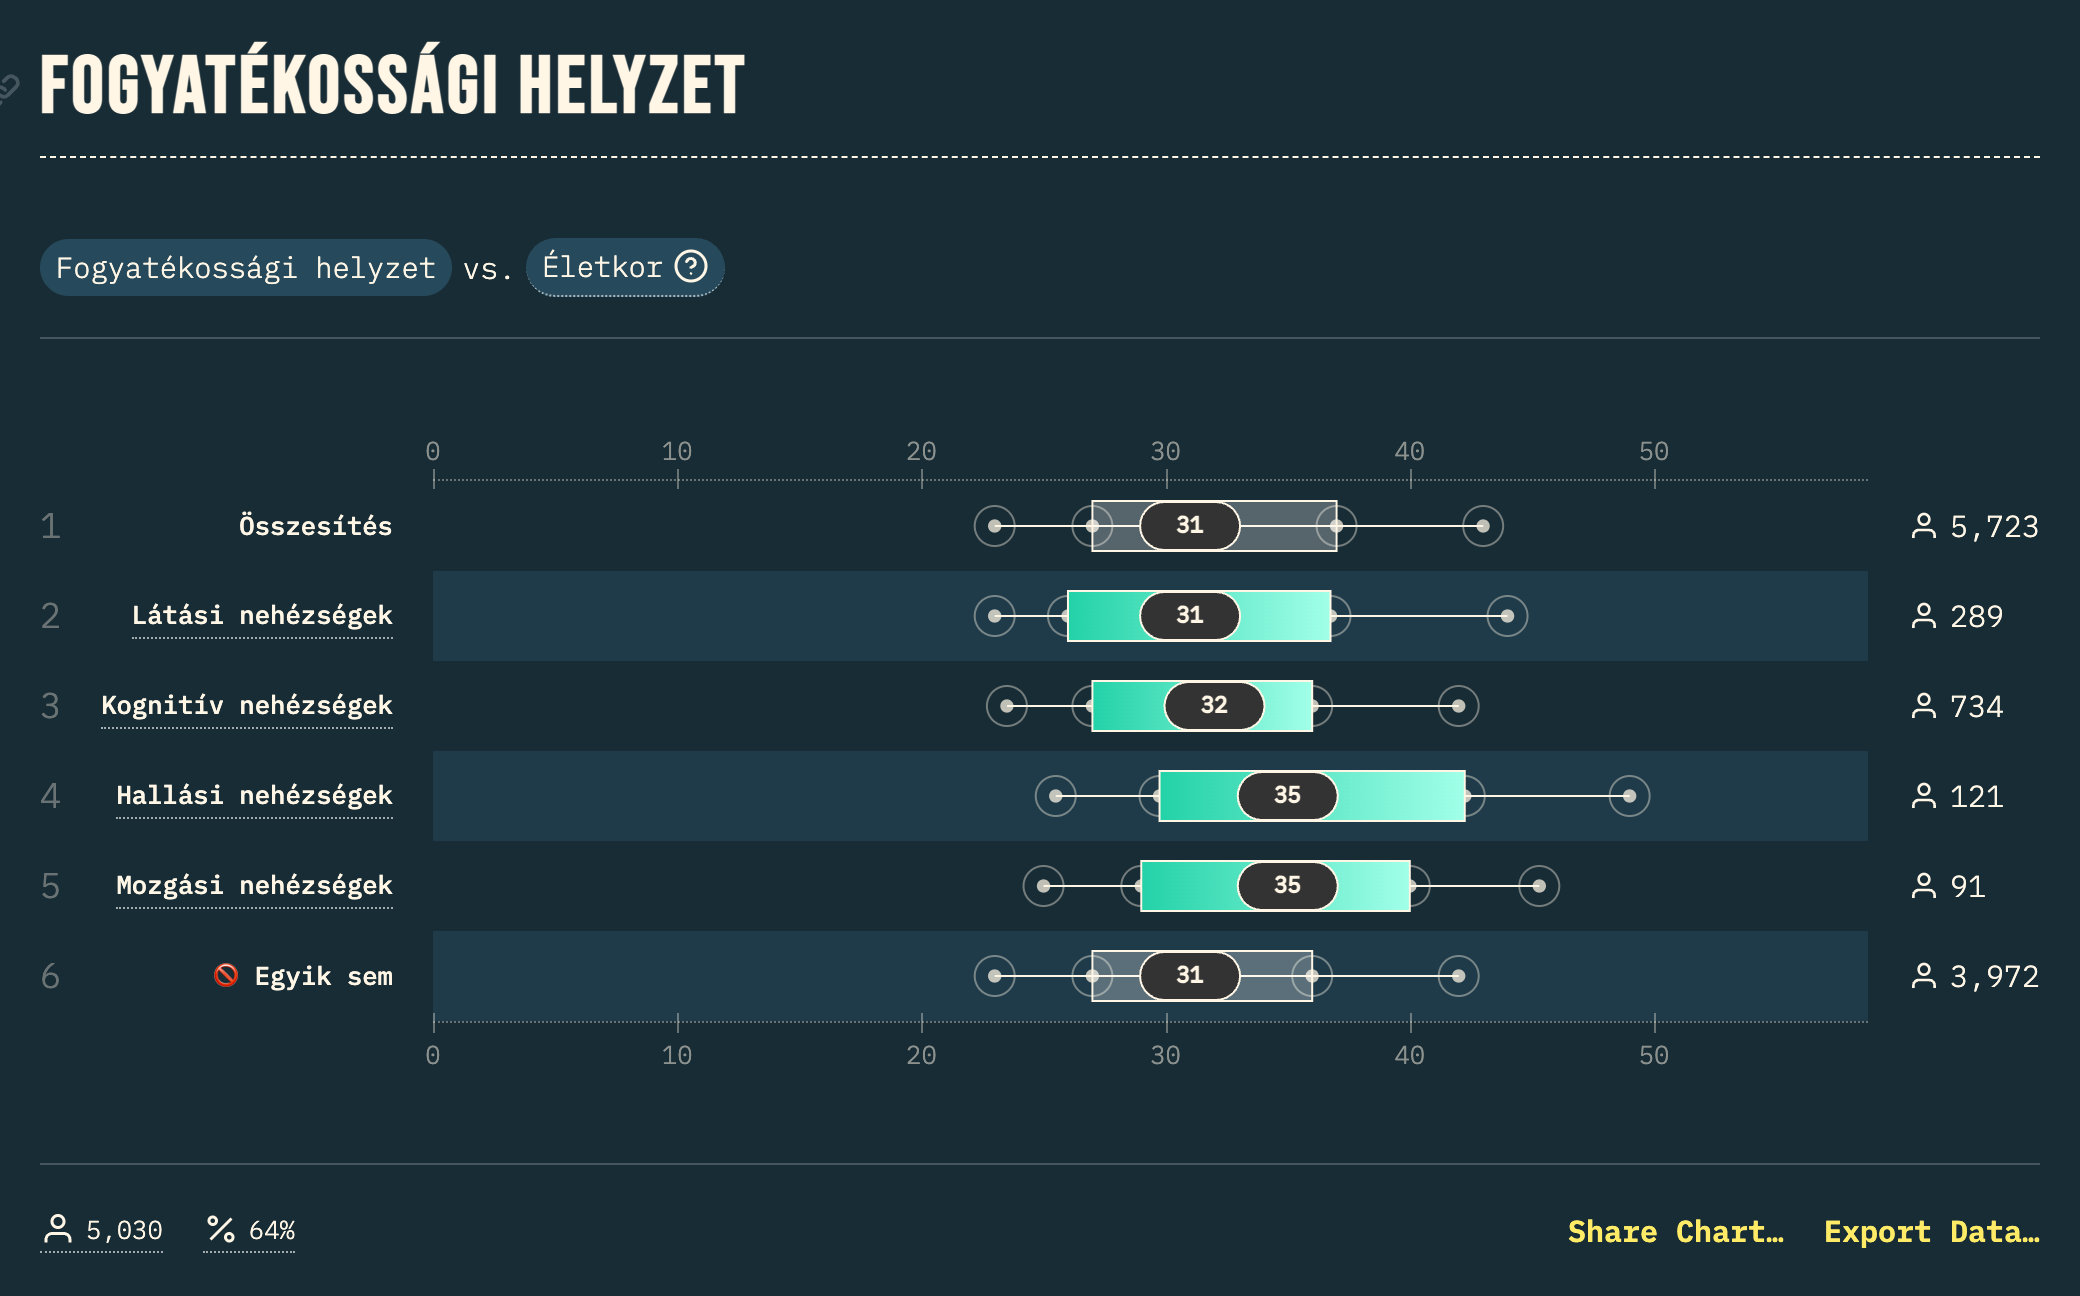 FOGYATÉKOSSÁGI HELYZET
Fogyatékossági helyzet vs. Életkor ?
0 10 20 30 40 50
1 Összesítés 31 5,723
2 Látási nehézségek 31 289
3 Kognitív nehézségek 32 734
4 Hallási nehézségek 35 121
5 Mozgási nehézségek 35 91
6 Egyik sem 31 3,972
0 10 20 30 40 50
5,030 % 64% Share Chart… Export Data…